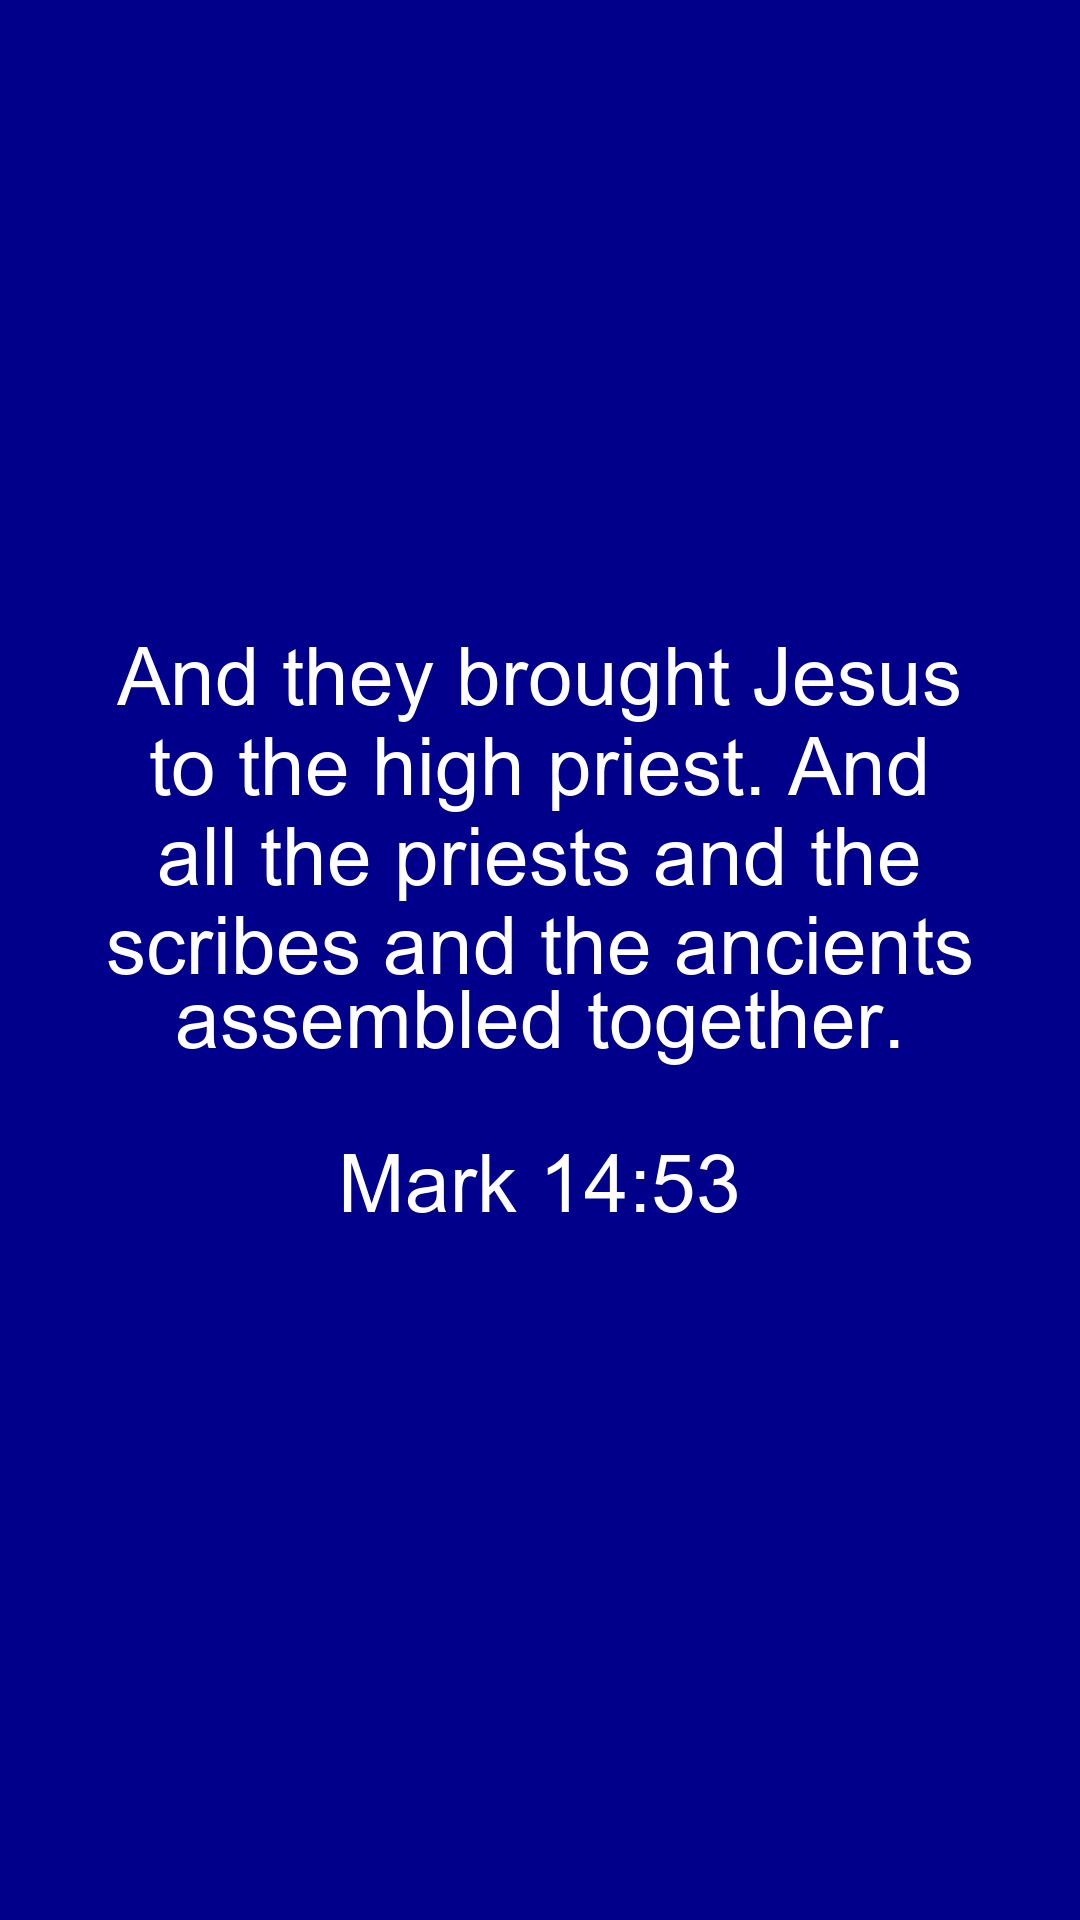 And they brought Jesus
to the high priest. And
all the priests and the
scribes and the ancients
assembled together.
Mark 14:53